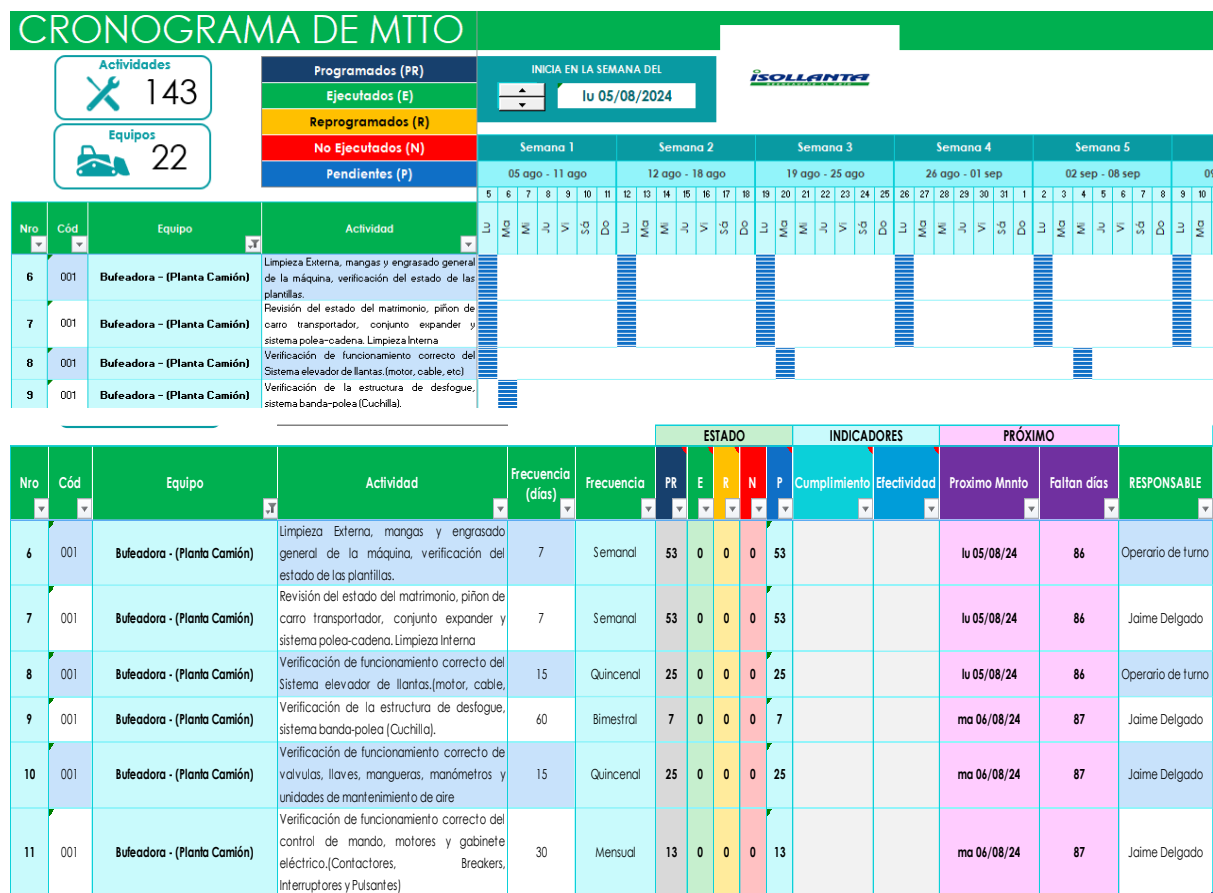 CRONOGRAMA DE MTTO
Actividades
143
Equipos
22
Programados (PR)
Ejecutados (E)
Reprogramados (R)
No Ejecutados (N)
Pendientes (P)
INICIA EN LA SEMANA DEL
lu 05/08/2024
ISOLLANTA
Semana 1 Semana 2 Semana 3 Semana 4 Semana 5
05 ago - 11 ago 12 ago - 18 ago 19 ago - 25 ago 26 ago - 01 sep 02 sep - 08 sep 09
5 6 7 8 9 10 11 12 13 14 15 16 17 18 19 20 21 22 23 24 25 26 27 28 29 30 31 1 2 3 4 5 6 7 8 9 10
Nro Cód Equipo Actividad Lu Ma Mi Ju Vi Sá Do Lu Ma Mi Ju Vi Sá Do Lu Ma Mi Ju Vi Sá Do Lu Ma Mi Ju Vi Sá Do Lu Ma Mi Ju Vi Sá Do Lu Ma
Limpieza Externa, mangas y engrasado general
6 001 Bufeadora - (Planta Camión) de la máquina, verificación del estado de las
plantillas.
Revisión del estado del matrimonio, piñon de
7 001 Bufeadora - (Planta Camión) carro transportador, conjunto expander y
sistema polea-cadena. Limpieza Interna
Verificación de funcionamiento correcto del
8 001 Bufeadora - (Planta Camión) Sistema elevador de llantas.(motor, cable, etc)
Verificación de la estructura de desfogue,
9 001 Bufeadora - (Planta Camión) sistema banda-polea (Cuchilla).
ESTADO INDICADORES PRÓXIMO
Nro Cód Equipo Actividad Frecuencia (días) Frecuencia PR E R N P Cumplimiento Efectividad Proximo Mnnto Faltan días RESPONSABLE
Limpieza Externa, mangas y engrasado
6 001 Bufeadora - (Planta Camión) general de la máquina, verificación del 7 Semanal 53 0 0 0 53 lu 05/08/24 86 Operario de turno
estado de las plantillas.
Revisión del estado del matrimonio, piñon de
7 001 Bufeadora - (Planta Camión) carro transportador, conjunto expander y 7 Semanal 53 0 0 0 53 lu 05/08/24 86 Jaime Delgado
sistema polea-cadena. Limpieza Interna
Verificación de funcionamiento correcto del
8 001 Bufeadora - (Planta Camión) Sistema elevador de llantas.(motor, cable, 15 Quincenal 25 0 0 0 25 lu 05/08/24 86 Operario de turno
Verificación de la estructura de desfogue,
9 001 Bufeadora - (Planta Camión) sistema banda-polea (Cuchilla). 60 Bimestral 7 0 0 0 7 ma 06/08/24 87 Jaime Delgado
Verificación de funcionamiento correcto de
10 001 Bufeadora - (Planta Camión) valvulas, llaves, mangueras, manómetros y 15 Quincenal 25 0 0 0 25 ma 06/08/24 87 Jaime Delgado
unidades de mantenimiento de aire
Verificación de funcionamiento correcto del
control de mando, motores y gabinete
11 001 Bufeadora - (Planta Camión) eléctrico.(Contactores, Breakers, 30 Mensual 13 0 0 0 13 ma 06/08/24 87 Jaime Delgado
Interruptores y Pulsantes)